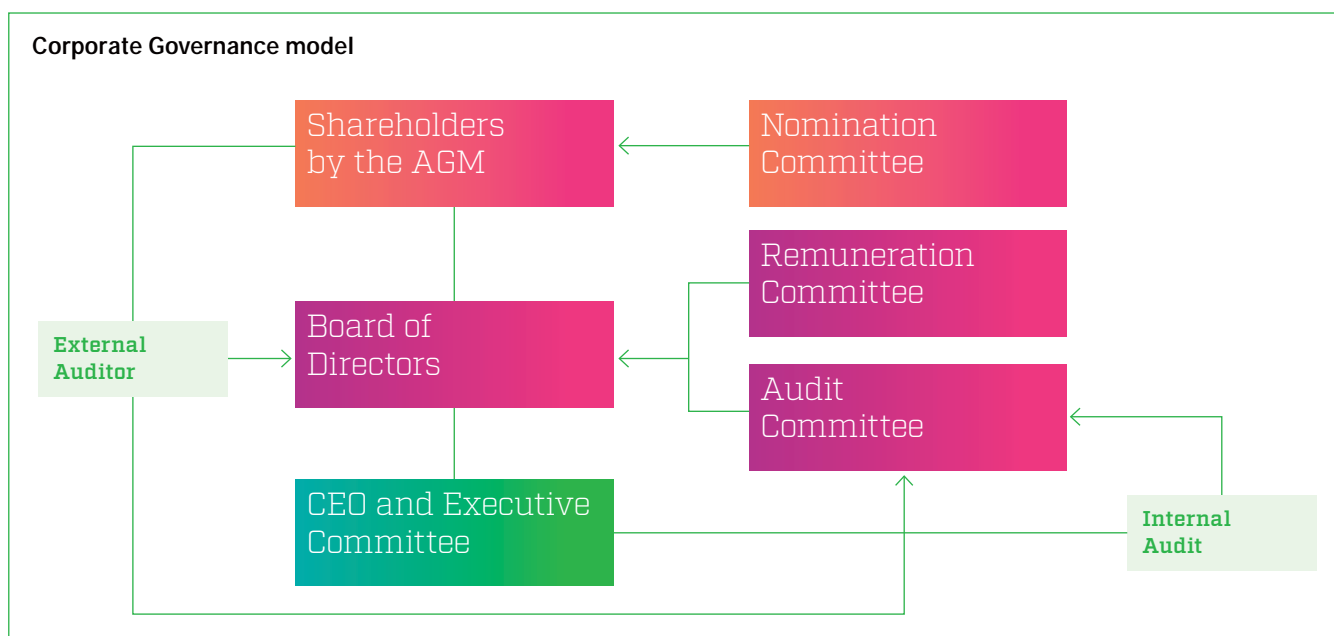 Corporate Governance model
Shareholders
by the AGM
Nomination
Committee
Remuneration
Committee
Board of
Directors
External
Auditor
Audit
Committee
CEO and Executive
Committee
Internal
Audit